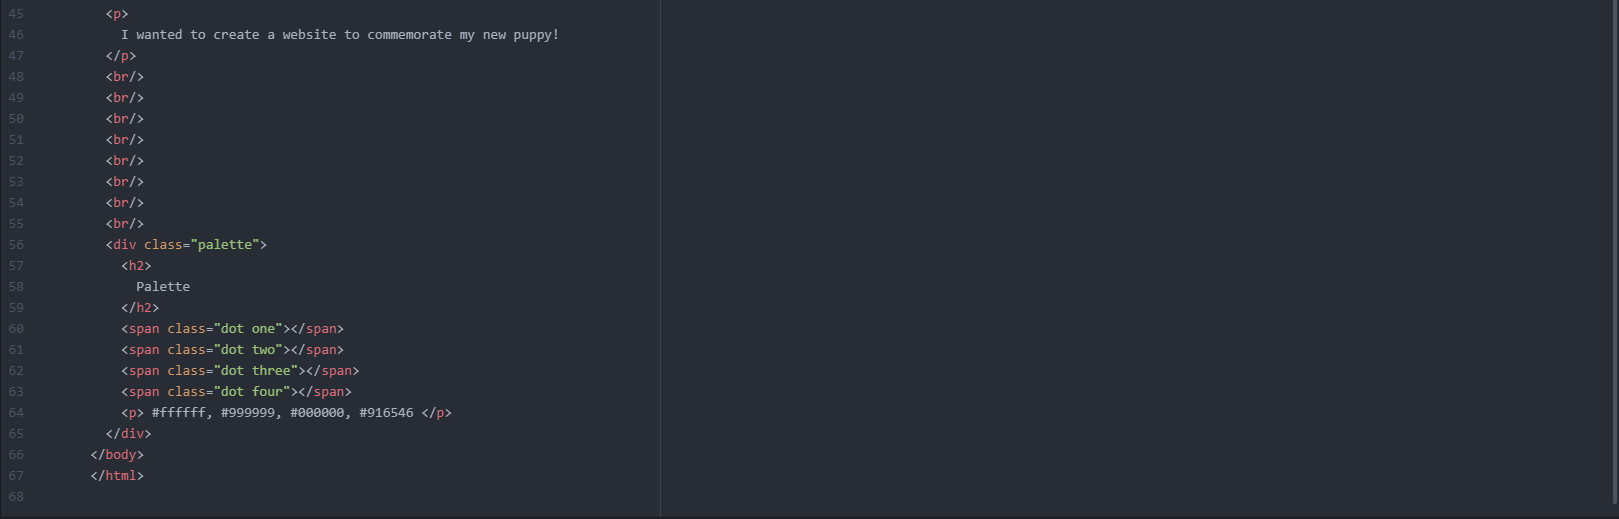 45 <p>
46 I wanted to create a website to commemorate my new puppy!
47 </p>
48 <br/>
49 <br/>
50 <br/>
51 <br/>
52 <br/>
53 <br/>
54 <br/>
55 <br/>
56 <div class="palette">
57 <h2>
58 Palette
59 </h2>
60 <span class="dot one"></span>
61 <span class="dot two"></span>
62 <span class="dot three"></span>
63 <span class="dot four"></span>
64 <p> #ffffff, #999999, #000000, #916546 </p>
65 </div>
66 </body>
67 </html>
68